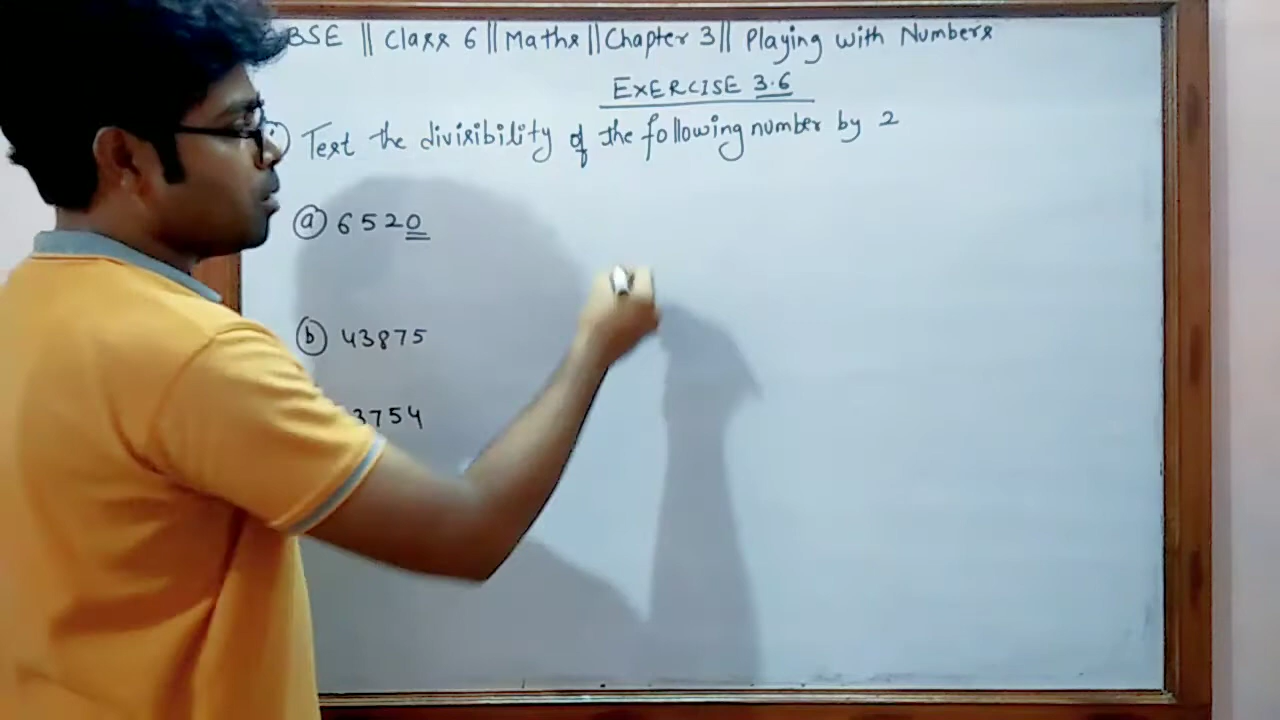 BSE || Class 6 || Maths || Chapter 3 || Playing with Numbers
EXERCISE 3.6
Test the divisibility of the following number by 2
(a) 6520
(b) 43875
3754